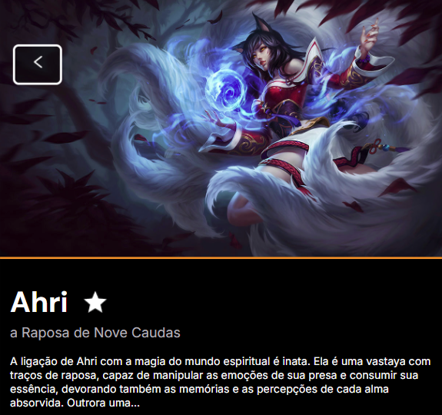 Ahri
a Raposa de Nove Caudas
A ligação de Ahri com a magia do mundo espiritual é inata. Ela é uma vastaya com
traços de raposa, capaz de manipular as emoções de sua presa e consumir sua
essência, devorando também as memórias e as percepções de cada alma
absorvida. Outrora uma...